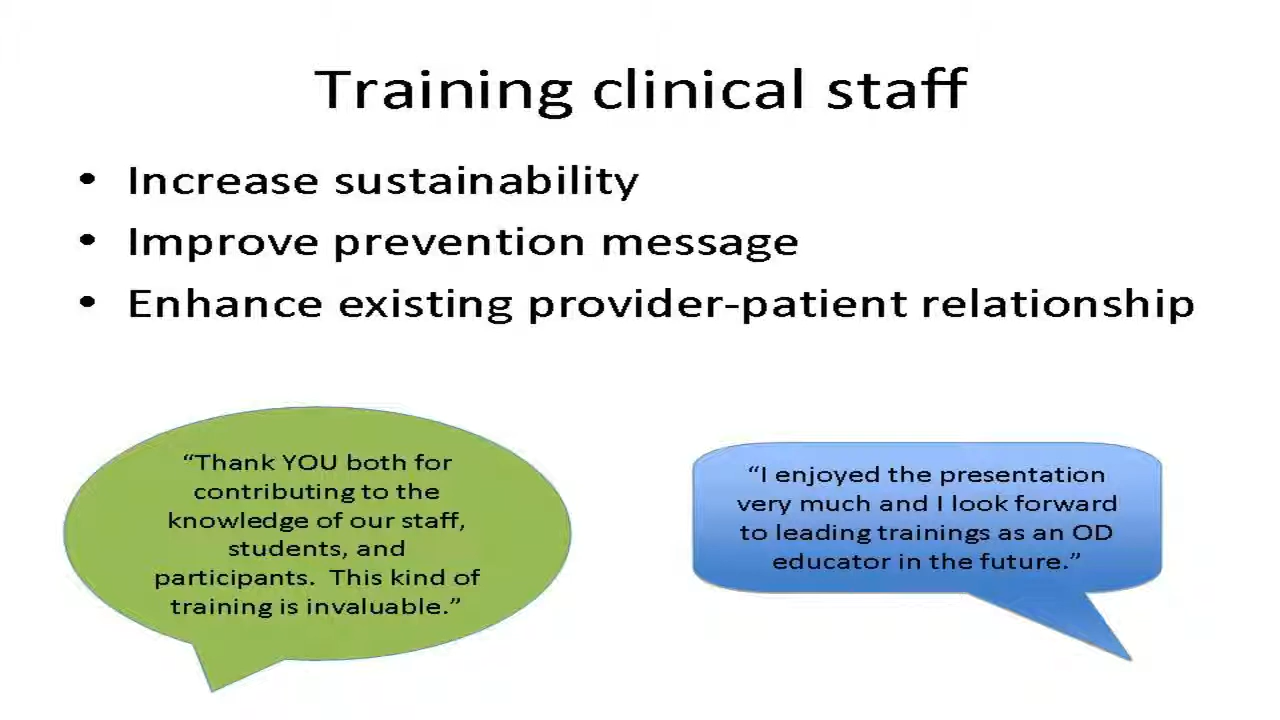 Training clinical staff
• Increase sustainability
• Improve prevention message
• Enhance existing provider-patient relationship
“Thank YOU both for
contributing to the
knowledge of our staff,
students, and
participants.  This kind of
training is invaluable.”
“I enjoyed the presentation
very much and I look forward
to leading trainings as an OD
educator in the future.”